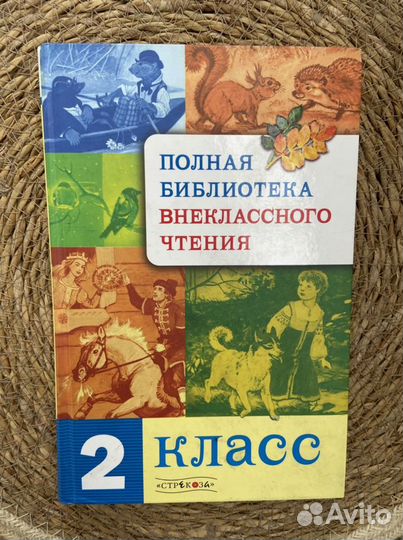 ПОЛНАЯ
БИБЛИОТЕКА
ВНЕКЛАССНОГО
ЧТЕНИЯ
2 КЛАСС
«СТРЕКОЗА»
Avito